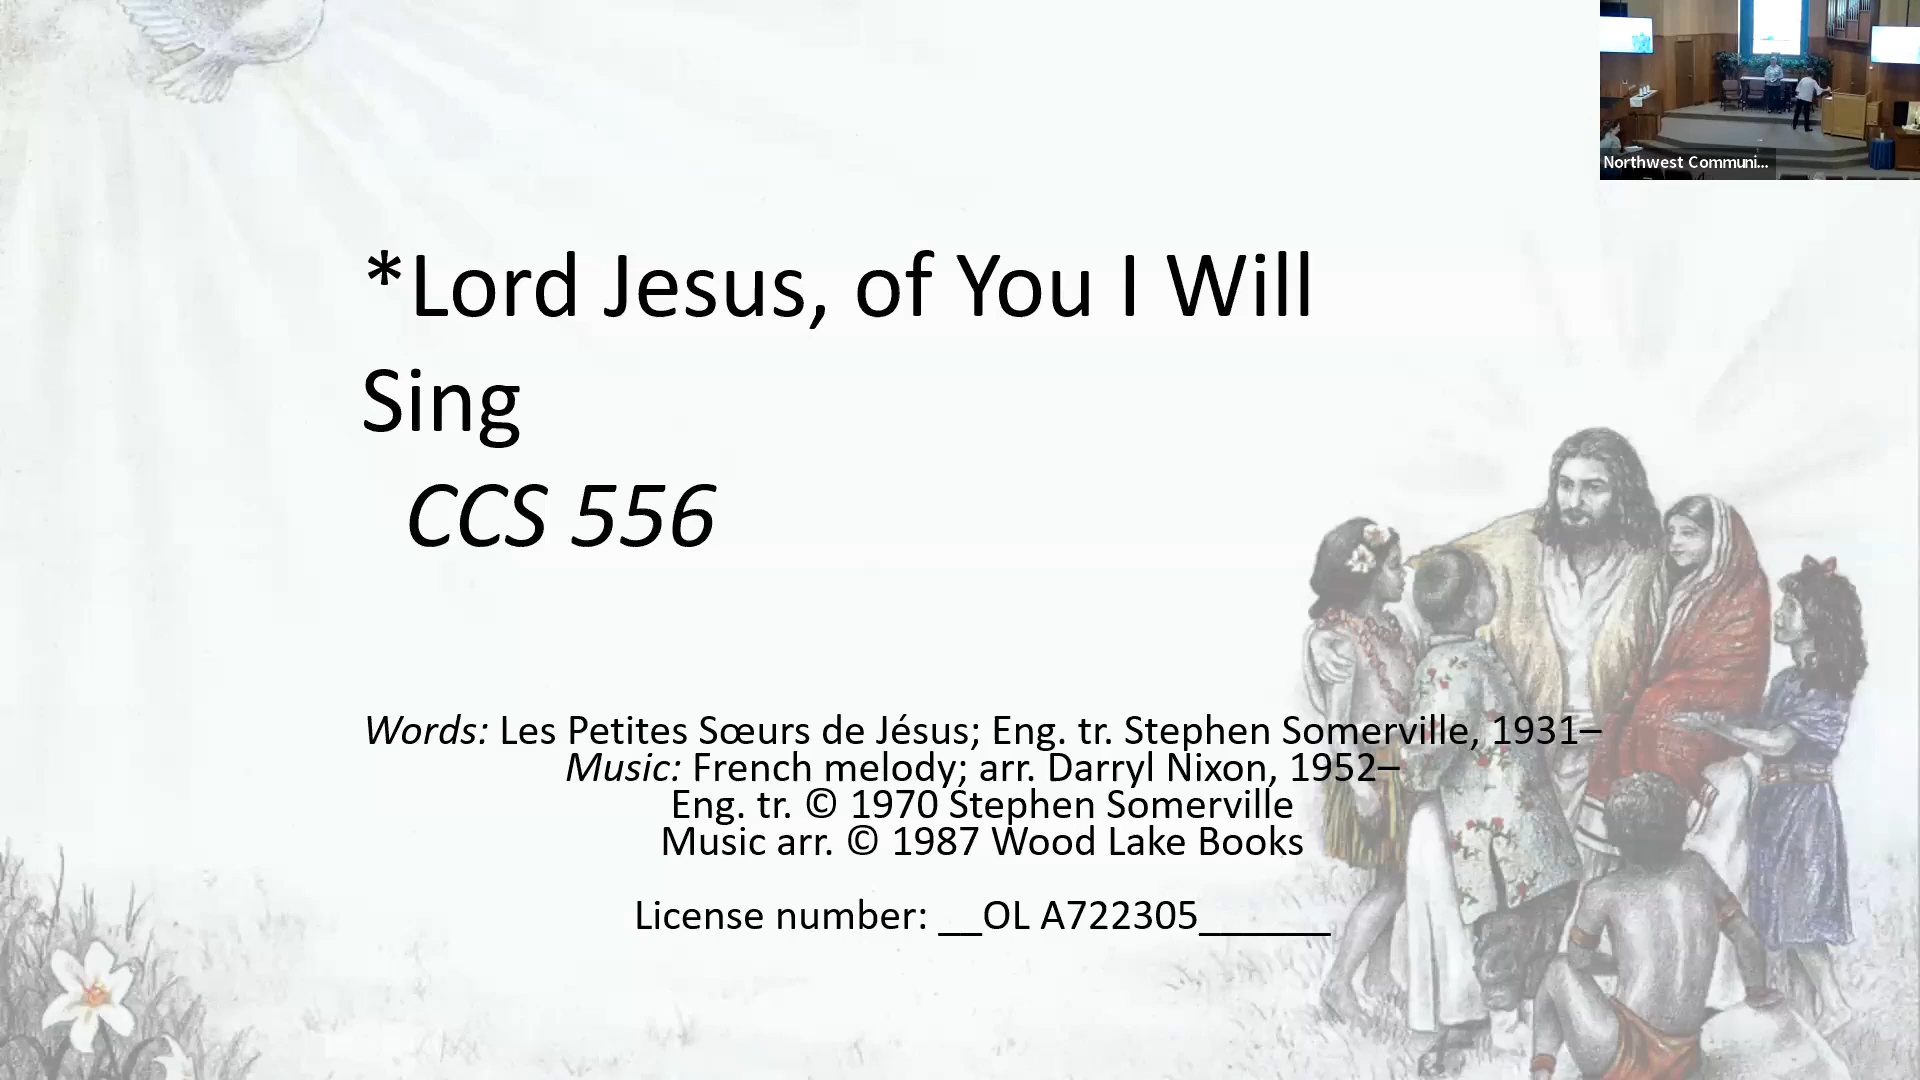 *Lord Jesus, of You I Will
Sing
CCS 556
Words: Les Petites Sœurs de Jésus; Eng. tr. Stephen Somerville, 1931–
Music: French melody; arr. Darryl Nixon, 1952–
Eng. tr. © 1970 Stephen Somerville
Music arr. © 1987 Wood Lake Books
License number: __OL A722305______
Northwest Communi...